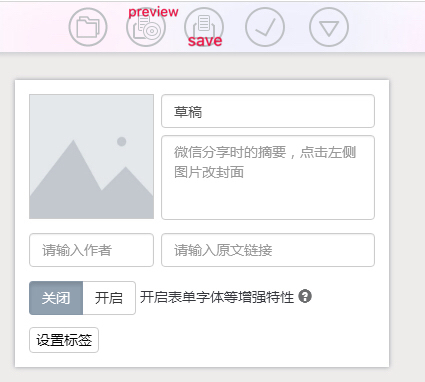 preview
save
草稿
微信分享时的摘要，点击左侧
图片改封面
请输入作者
请输入原文链接
关闭 开启 开启表单字体等增强特性 ?
设置标签